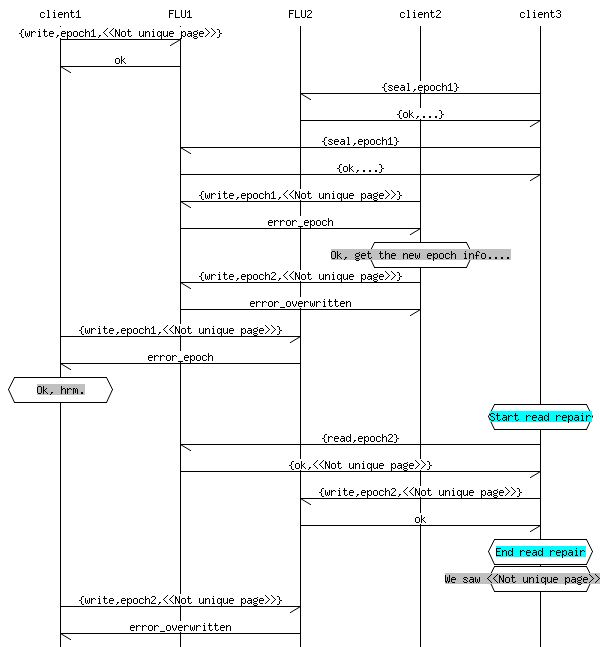 client1 FLU1 FLU2 client2 client3
{write,epoch1,<<Not unique page>>}
ok
{seal,epoch1}
{ok,...}
{seal,epoch1}
{ok,...}
{write,epoch1,<<Not unique page>>}
error_epoch
Ok, get the new epoch info....
{write,epoch2,<<Not unique page>>}
error_overwritten
{write,epoch1,<<Not unique page>>}
error_epoch
Ok, hrm.
Start read repair
{read,epoch2}
{ok,<<Not unique page>>}
{write,epoch2,<<Not unique page>>}
ok
End read repair
We saw <<Not unique page>>
{write,epoch2,<<Not unique page>>}
error_overwritten